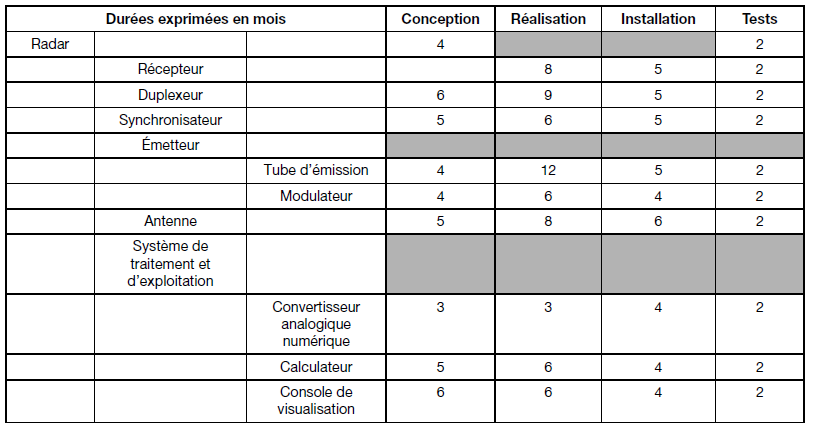 Durées exprimées en mois Conception Réalisation Installation Tests
Radar 4 2
Récepteur 8 5 2
Duplexeur 6 9 5 2
Synchronisateur 5 6 5 2
Émetteur
Tube d'émission 4 12 5 2
Modulateur 4 6 4 2
Antenne 5 8 6 2
Système de
traitement et
d'exploitation
Convertisseur 3 3 4 2
analogique
numérique
Calculateur 5 6 4 2
Console de 6 6 4 2
visualisation